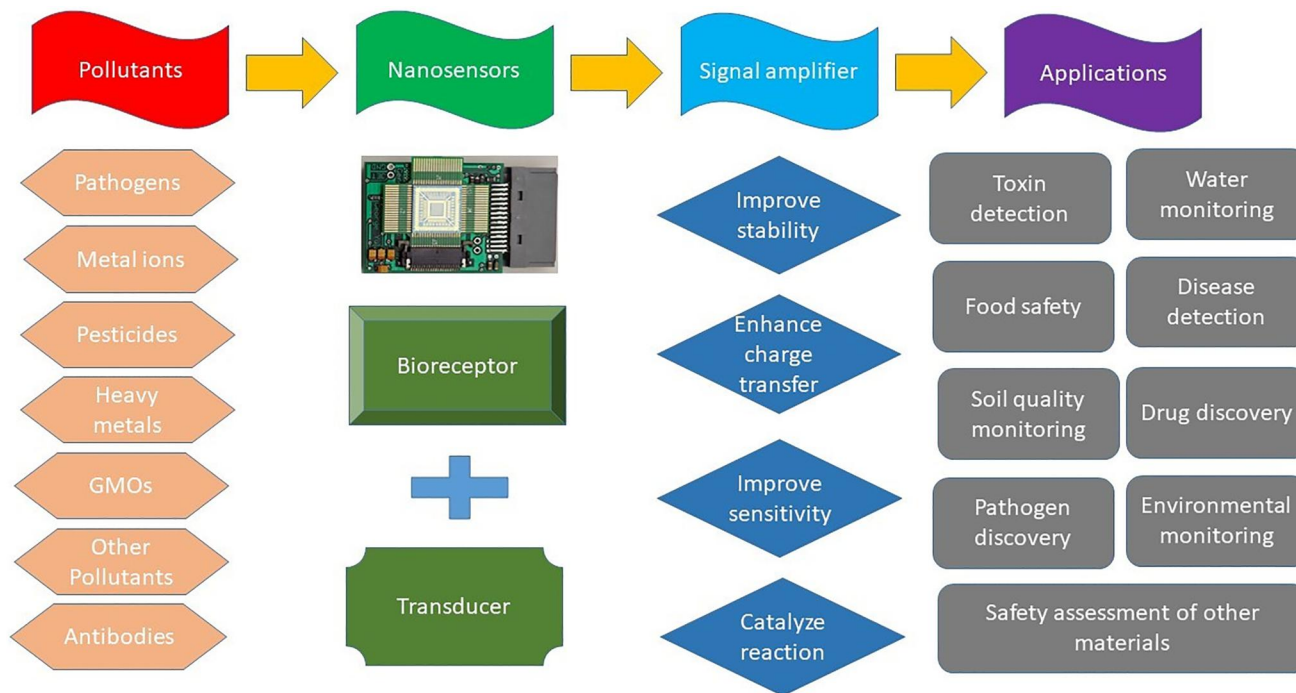 Pollutants
Nanosensors
Signal amplifier
Applications
Pathogens
Metal ions
Pesticides
Heavy
metals
GMOs
Other
Pollutants
Antibodies
Bioreceptor
Transducer
Improve
stability
Enhance
charge
transfer
Improve
sensitivity
Catalyze
reaction
Toxin
detection
Water
monitoring
Food safety
Disease
detection
Soil quality
monitoring
Drug discovery
Pathogen
discovery
Environmental
monitoring
Safety assessment of other
materials